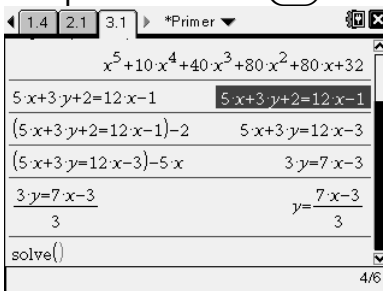 1.4 2.1 3.1 *Primer
x^5+10·x^4+40·x^3+80·x^2+80·x+32
5·x+3·y+2=12·x−1 5·x+3·y+2=12·x−1
(5·x+3·y+2=12·x−1)−2 5·x+3·y=12·x−3
(5·x+3·y=12·x−3)−5·x 3·y=7·x−3
(3·y=7·x−3)/3 y=(7·x−3)/3
solve()
4/6